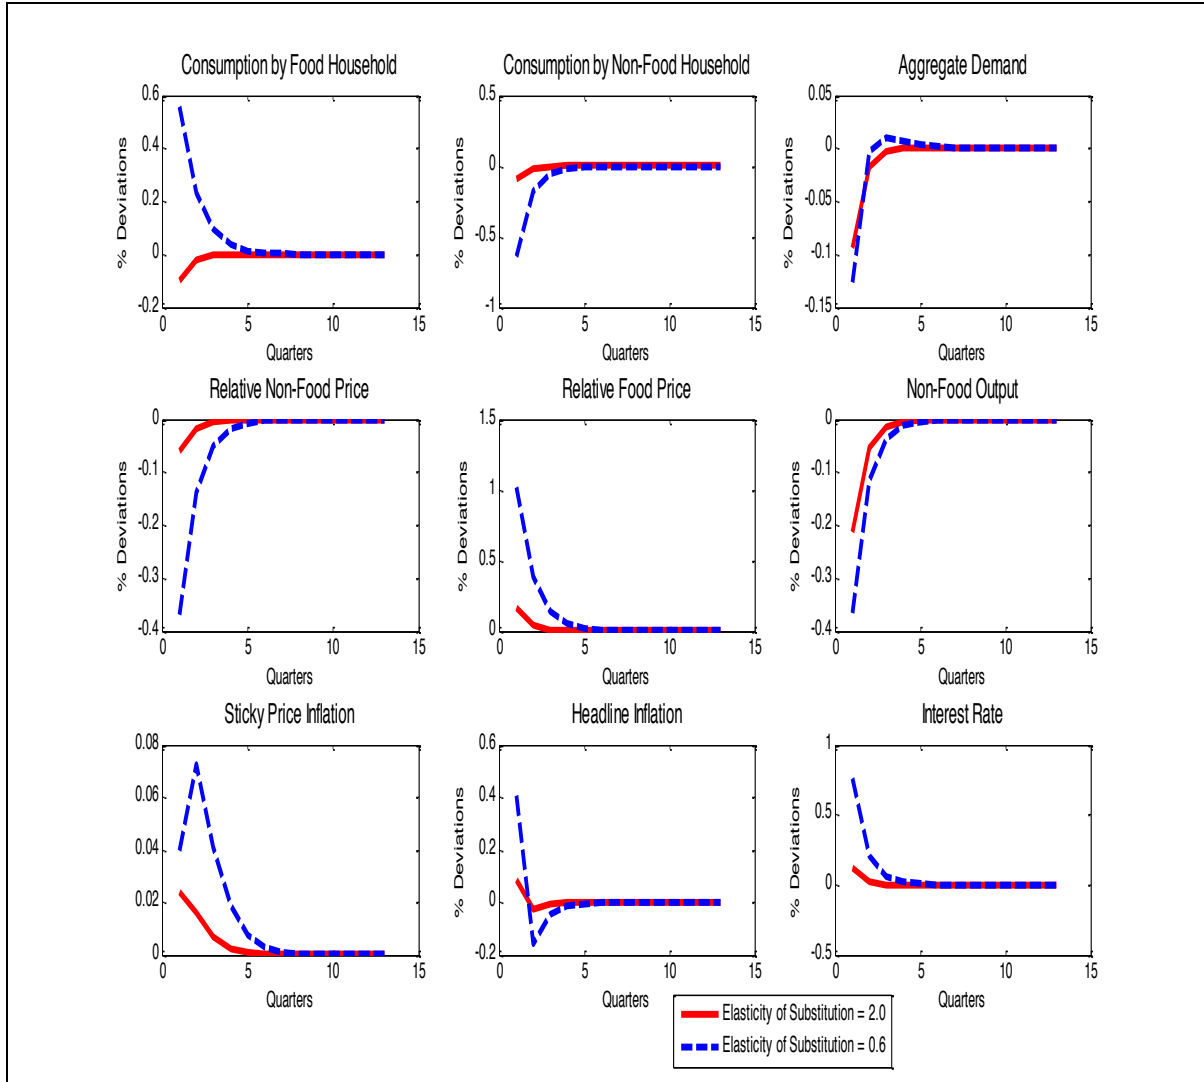 Consumption by Food Household
Consumption by Non-Food Household
Aggregate Demand
0.6
0.4
0.2
0
-0.2
% Deviations
0 5 10 15
Quarters
0.5
0
-0.5
-1
% Deviations
0 5 10 15
Quarters
0.05
0
-0.05
-0.1
-0.15
% Deviations
0 5 10 15
Quarters
Relative Non-Food Price
Relative Food Price
Non-Food Output
0
-0.1
-0.2
-0.3
-0.4
% Deviations
0 5 10 15
Quarters
1.5
1
0.5
0
% Deviations
0 5 10 15
Quarters
0
-0.1
-0.2
-0.3
-0.4
% Deviations
0 5 10 15
Quarters
Sticky Price Inflation
Headline Inflation
Interest Rate
0.08
0.06
0.04
0.02
0
% Deviations
0 5 10 15
Quarters
0.6
0.4
0.2
0
-0.2
% Deviations
0 5 10 15
Quarters
1
0.5
0
-0.5
% Deviations
0 5 10 15
Quarters
Elasticity of Substitution = 2.0
Elasticity of Substitution = 0.6